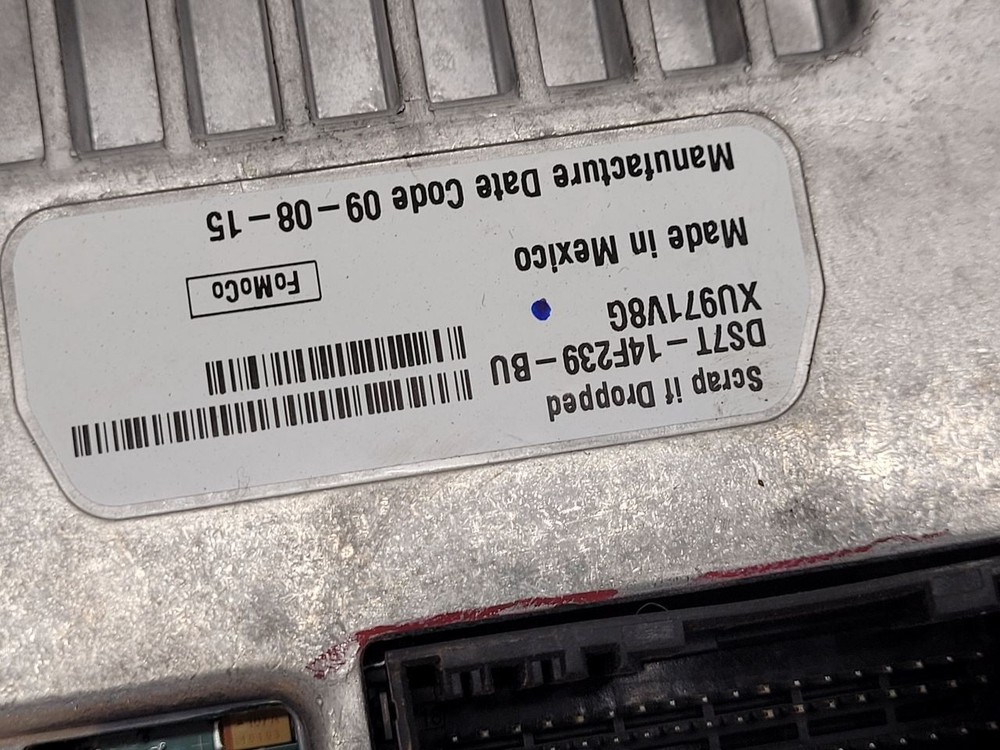 Scrap if Dropped
DS7T-14F239-BU
XU971V8G
Made in Mexico
FoMoCo
Manufacture Date Code 09-08-15